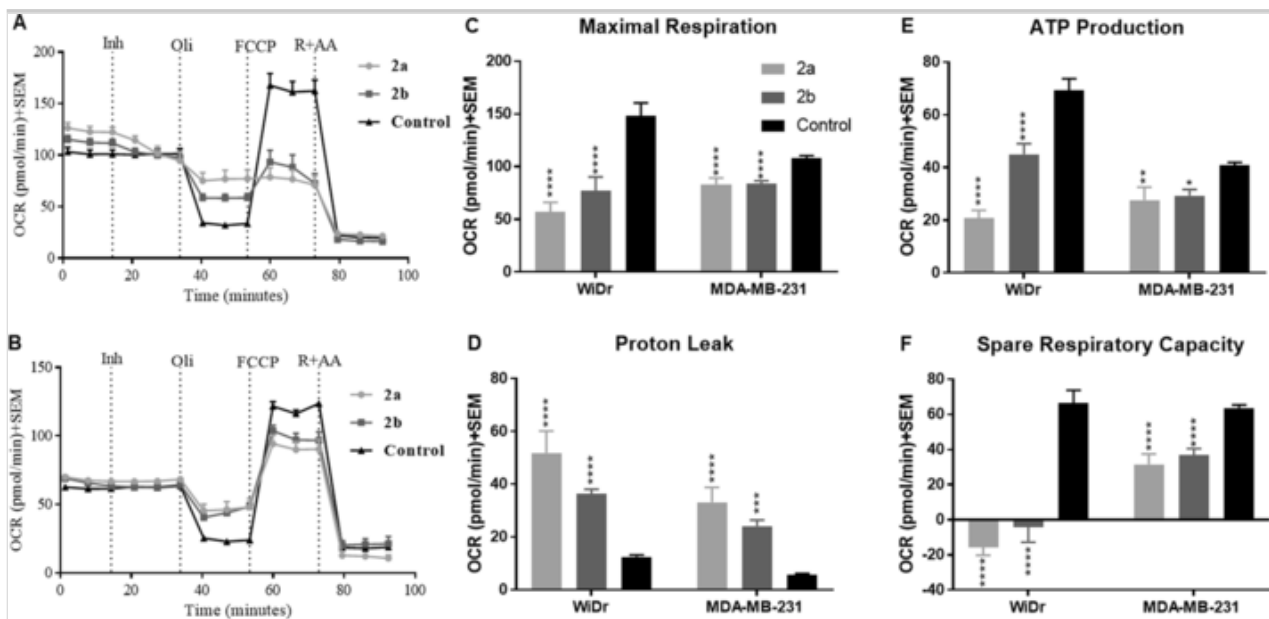 A
Inh
Oli
FCCP
R+AA
2a
2b
Control
OCR (pmol/min)+SEM
200
150
100
50
0
0 20 40 60 80 100
Time (minutes)
B
Inh
Oli
FCCP
R+AA
2a
2b
Control
OCR (pmol/min)+SEM
150
100
50
0
0 20 40 60 80 100
Time (minutes)
C
Maximal Respiration
2a
2b
Control
OCR (pmol/min)+SEM
200
150
100
50
0
**** **** **** ****
WiDr MDA-MB-231
D
Proton Leak
OCR (pmol/min)+SEM
80
60
40
20
0
**** **** **** ***
WiDr MDA-MB-231
E
ATP Production
OCR (pmol/min)+SEM
80
60
40
20
0
**** **** ** *
WiDr MDA-MB-231
F
Spare Respiratory Capacity
OCR (pmol/min)+SEM
80
60
40
20
0
-20
-40
**** **** **** ****
WiDr MDA-MB-231